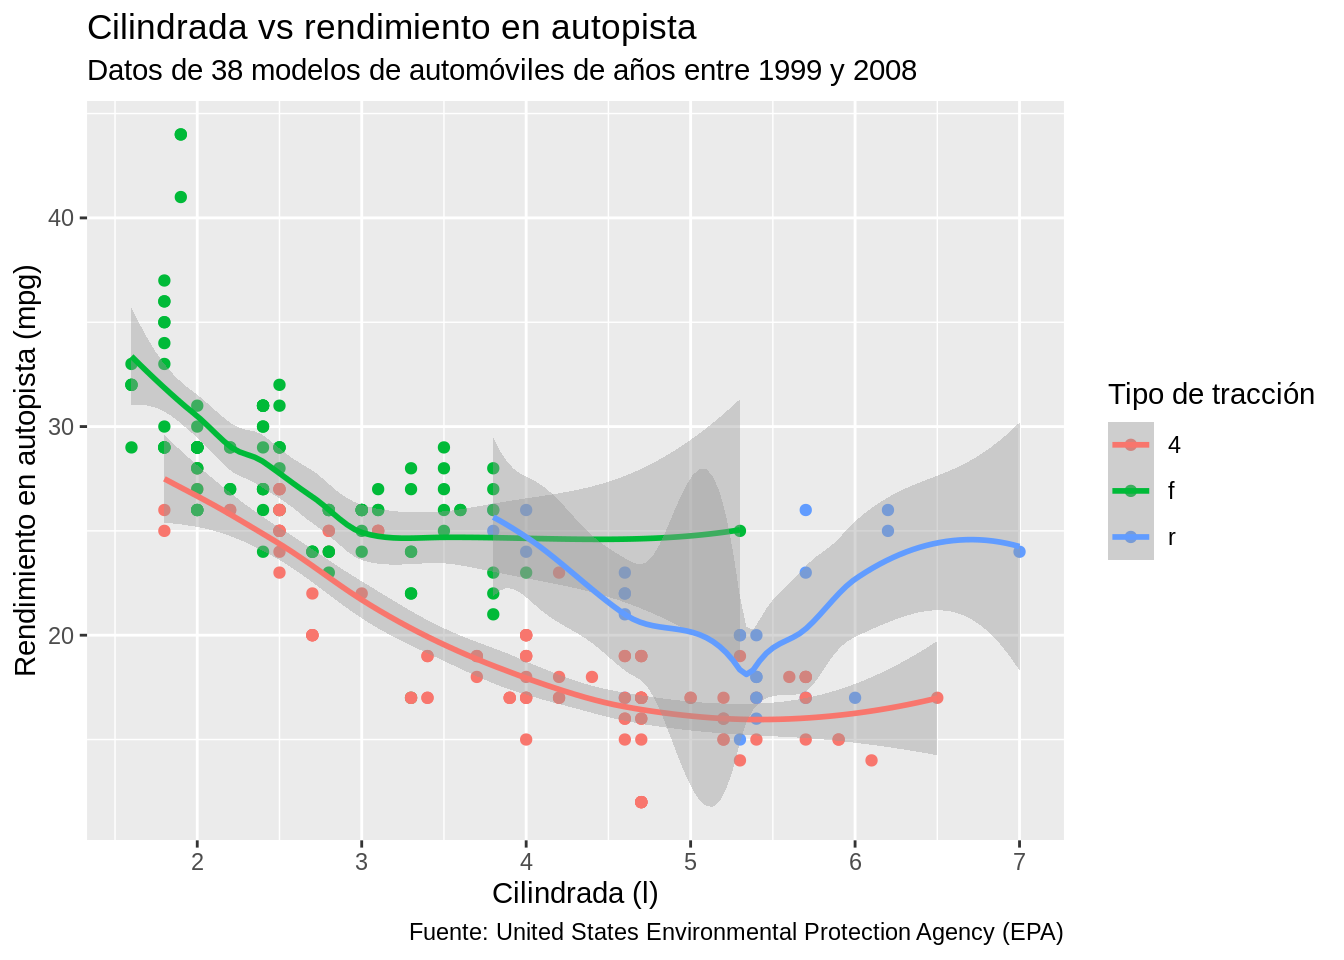 Cilindrada vs rendimiento en autopista
Datos de 38 modelos de automóviles de años entre 1999 y 2008
Rendimiento en autopista (mpg)
40
30
20
2 3 4 5 6 7
Cilindrada (l)
Fuente: United States Environmental Protection Agency (EPA)
Tipo de tracción
4
f
r